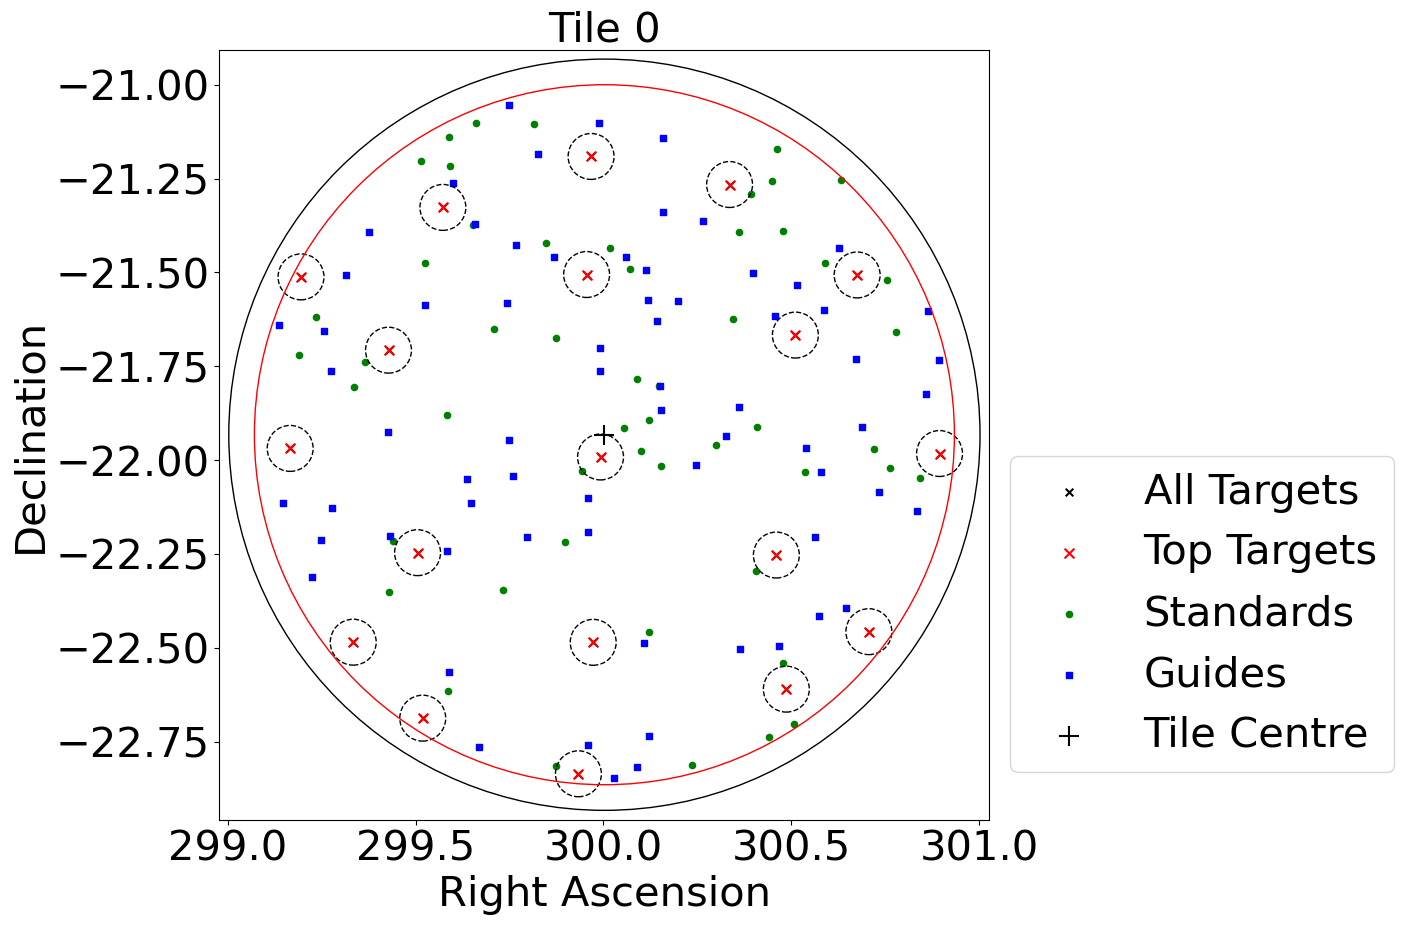 Tile 0
−21.00
−21.25
−21.50
−21.75
−22.00
−22.25
−22.50
−22.75
Declination
299.0 299.5 300.0 300.5 301.0
Right Ascension
All Targets
Top Targets
Standards
Guides
Tile Centre